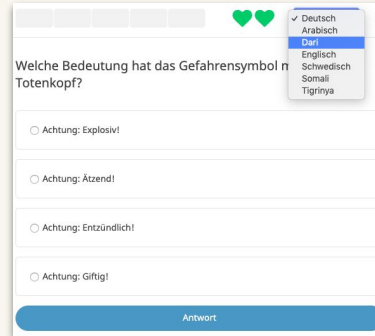 ✓ Deutsch
Arabisch
Dari
Englisch
Schwedisch
Somali
Tigrinya
Welche Bedeutung hat das Gefahrensymbol
Totenkopf?
Achtung: Explosiv!
Achtung: Ätzend!
Achtung: Entzündlich!
Achtung: Giftig!
Antwort